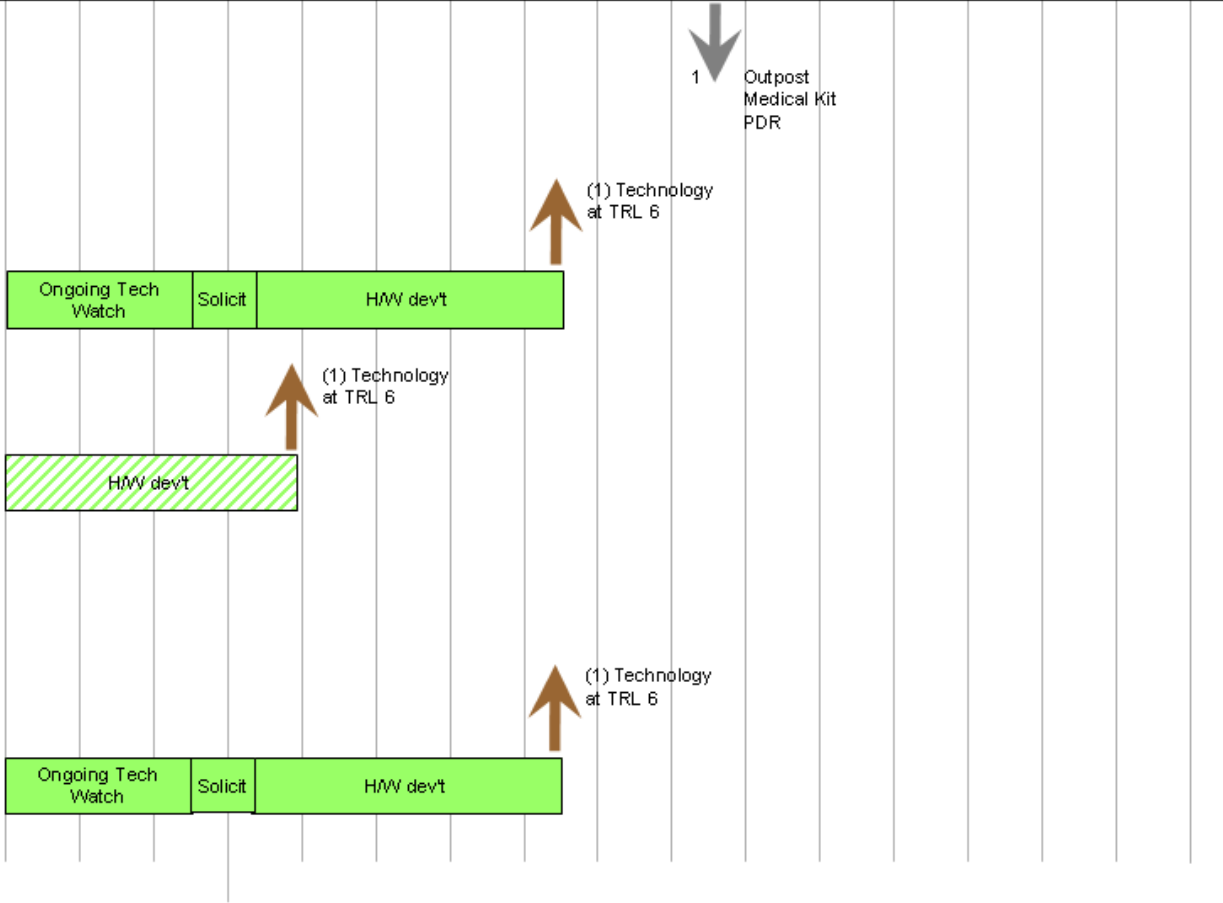 1
Outpost
Medical Kit
PDR
(1) Technology
at TRL 6
Ongoing Tech
Watch
Solicit
H/W dev't
(1) Technology
at TRL 6
H/W dev't
(1) Technology
at TRL 6
Ongoing Tech
Watch
Solicit
H/W dev't